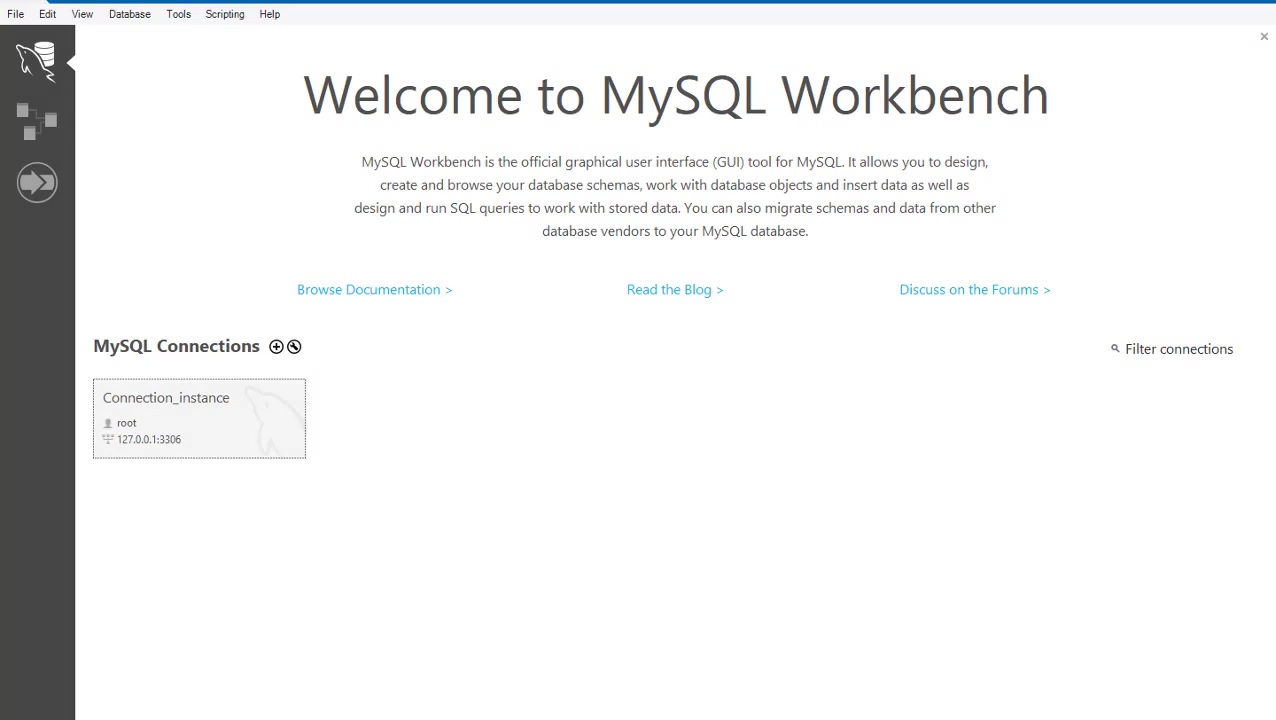 File Edit View Database Tools Scripting Help
Welcome to MySQL Workbench
MySQL Workbench is the official graphical user interface (GUI) tool for MySQL. It allows you to design,
create and browse your database schemas, work with database objects and insert data as well as
design and run SQL queries to work with stored data. You can also migrate schemas and data from other
database vendors to your MySQL database.
Browse Documentation > Read the Blog > Discuss on the Forums >
MySQL Connections Filter connections
Connection_instance
root
127.0.0.1:3306